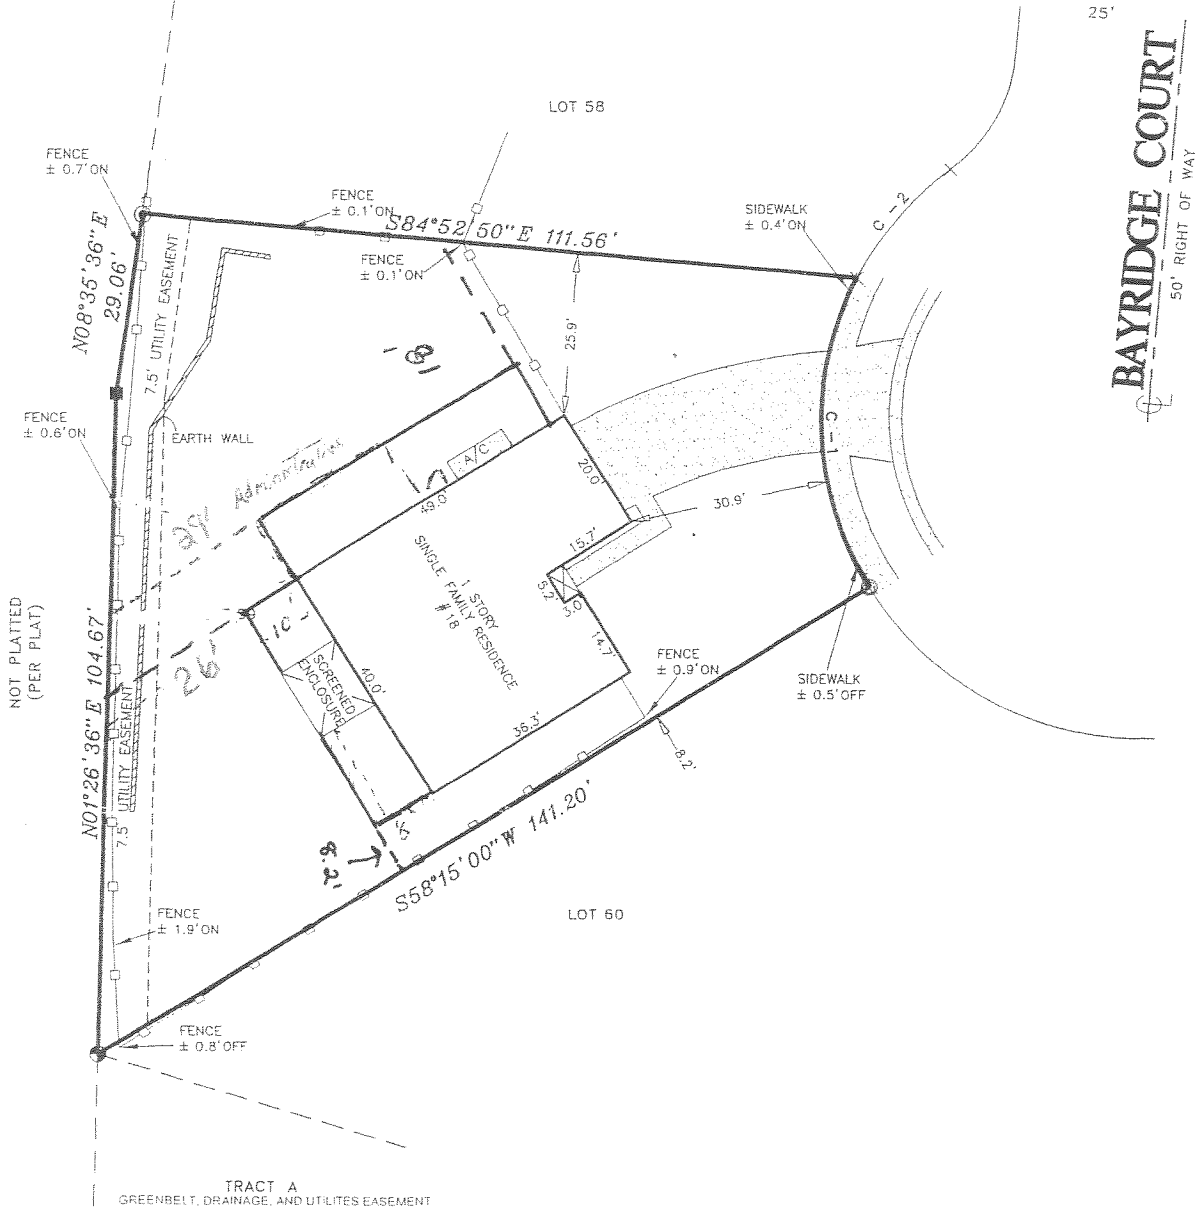 25'
BAYRIDGE COURT
50' RIGHT OF WAY
LOT 58
FENCE
± 0.7'ON
FENCE
± 0.1'ON
S84°52'50"E 111.56'
FENCE
± 0.1'ON
SIDEWALK
± 0.4'ON
C-2
N08°35'36"E
29.06'
7.5' UTILITY EASEMENT
25.9'
18'
FENCE
± 0.6'ON
EARTH WALL
A/C
49.0'
20.0'
C-1
30.9'
29'
15.7'
SINGLE FAMILY RESIDENCE
1 STORY
#18
5.2'
3.0'
14.7'
NOT PLATTED
(PER PLAT)
N01°26'36"E 104.67'
10'
26'
SCREENED
ENCLOSURE
40.0'
36.3'
FENCE
± 0.9'ON
SIDEWALK
± 0.5'OFF
8.2'
7.5' UTILITY EASEMENT
8.2'
S58°15'00"W 141.20'
LOT 60
FENCE
± 1.9'ON
FENCE
± 0.8'OFF
TRACT A
GREENBELT, DRAINAGE, AND UTILITES EASEMENT